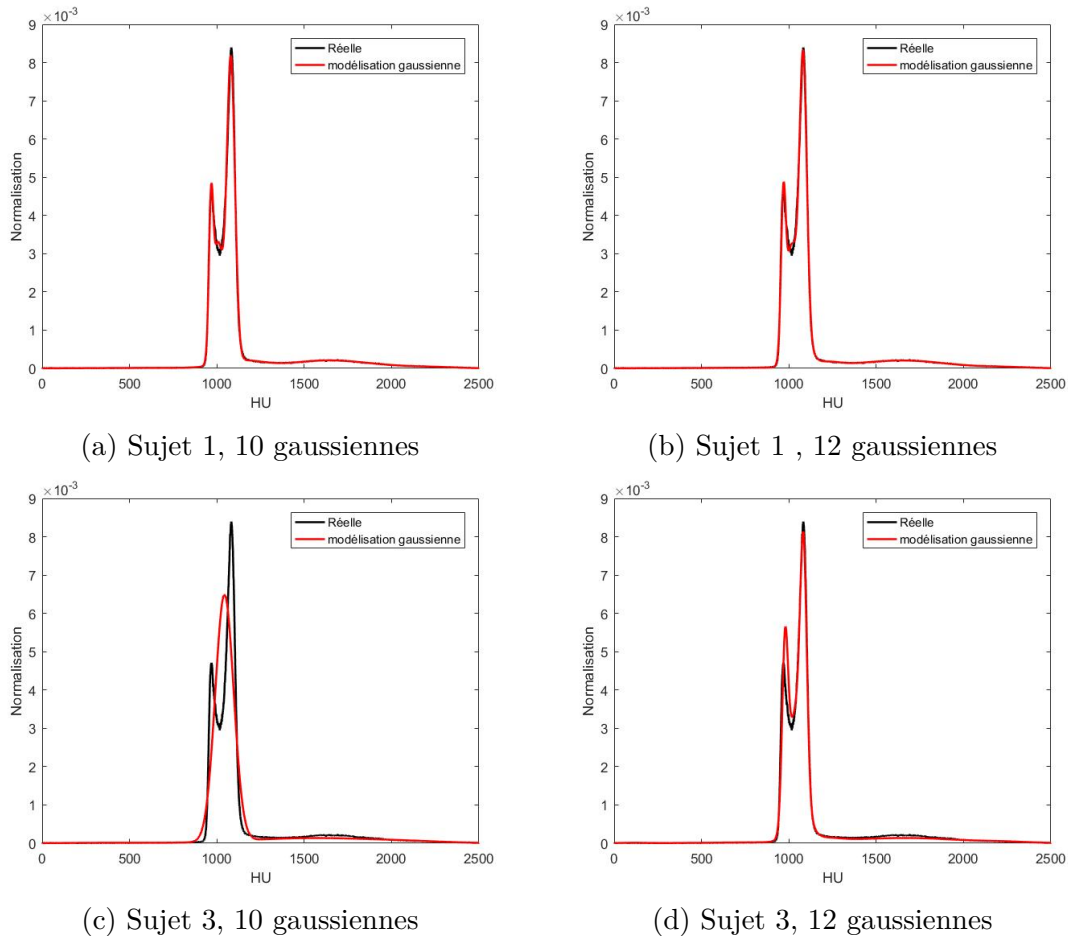 ×10⁻³
9
8
7
6
5
4
3
2
1
0
Normalisation
Réelle
modélisation gaussienne
0 500 1000 1500 2000 2500
HU
(a) Sujet 1, 10 gaussiennes
×10⁻³
9
8
7
6
5
4
3
2
1
0
Normalisation
Réelle
modélisation gaussienne
0 500 1000 1500 2000 2500
HU
(b) Sujet 1 , 12 gaussiennes
×10⁻³
9
8
7
6
5
4
3
2
1
0
Normalisation
Réelle
modélisation gaussienne
0 500 1000 1500 2000 2500
HU
(c) Sujet 3, 10 gaussiennes
×10⁻³
9
8
7
6
5
4
3
2
1
0
Normalisation
Réelle
modélisation gaussienne
0 500 1000 1500 2000 2500
HU
(d) Sujet 3, 12 gaussiennes